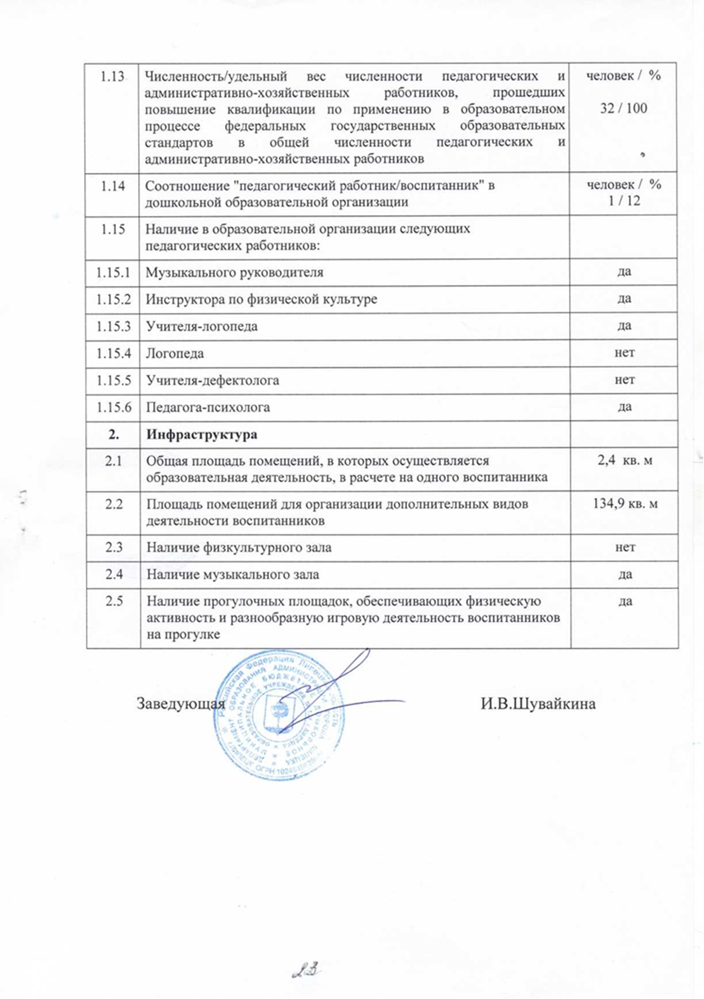 1.13 Численность/удельный вес численности педагогических и человек / %
административно-хозяйственных работников, прошедших
повышение квалификации по применению в образовательном 32 / 100
процессе федеральных государственных образовательных
стандартов в общей численности педагогических и
административно-хозяйственных работников
1.14 Соотношение "педагогический работник/воспитанник" в человек / %
дошкольной образовательной организации 1 / 12
1.15 Наличие в образовательной организации следующих
педагогических работников:
1.15.1 Музыкального руководителя да
1.15.2 Инструктора по физической культуре да
1.15.3 Учителя-логопеда да
1.15.4 Логопеда нет
1.15.5 Учителя-дефектолога нет
1.15.6 Педагога-психолога да
2. Инфраструктура
2.1 Общая площадь помещений, в которых осуществляется 2,4 кв. м
образовательная деятельность, в расчете на одного воспитанника
2.2 Площадь помещений для организации дополнительных видов 134,9 кв. м
деятельности воспитанников
2.3 Наличие физкультурного зала нет
2.4 Наличие музыкального зала да
2.5 Наличие прогулочных площадок, обеспечивающих физическую да
активность и разнообразную игровую деятельность воспитанников
на прогулке
Заведующая И.В.Шувайкина
Российская Федерация Липецкая область
ДЕПАРТАМЕНТ ОБРАЗОВАНИЯ АДМИНИСТРАЦИИ ГОРОДА ЛИПЕЦКА
МУНИЦИПАЛЬНОЕ БЮДЖЕТНОЕ ДОШКОЛЬНОЕ
ОБРАЗОВАТЕЛЬНОЕ УЧРЕЖДЕНИЕ
ОГРН
23